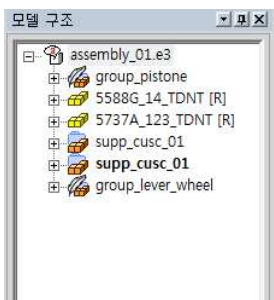 모델 구조
assembly_01.e3
group_pistone
5588G_14_TDNT [R]
5737A_123_TDNT [R]
supp_cusc_01
supp_cusc_01
group_lever_wheel